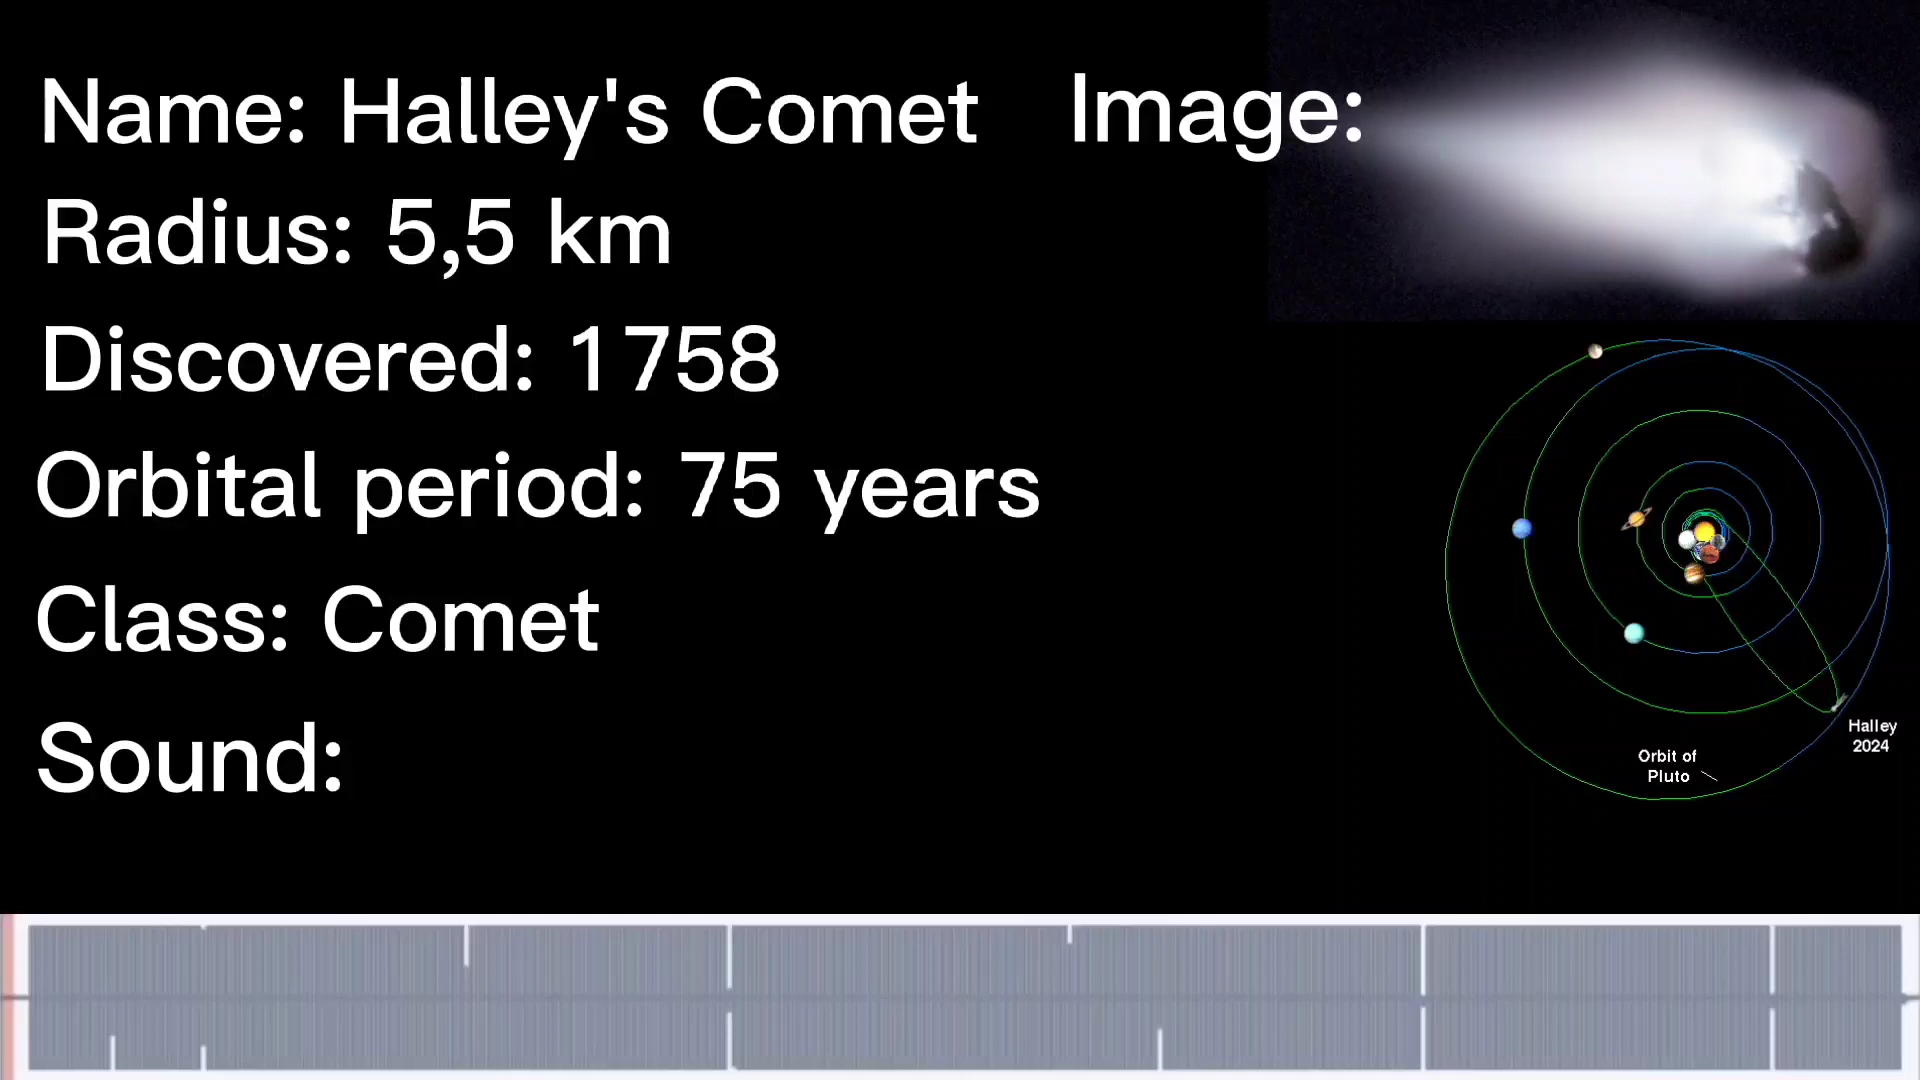 Name: Halley's Comet
Image:
Radius: 5,5 km
Discovered: 1758
Orbital period: 75 years
Class: Comet
Sound:
Halley
2024
Orbit of
Pluto